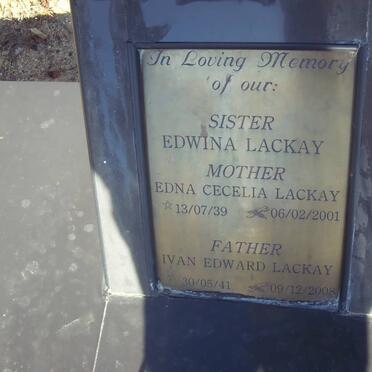 In Loving Memory
of our:
SISTER
EDWINA LACKAY
MOTHER
EDNA CECELIA LACKAY
☆13/07/39 06/02/2001
FATHER
IVAN EDWARD LACKAY
30/05/41 09/12/2008